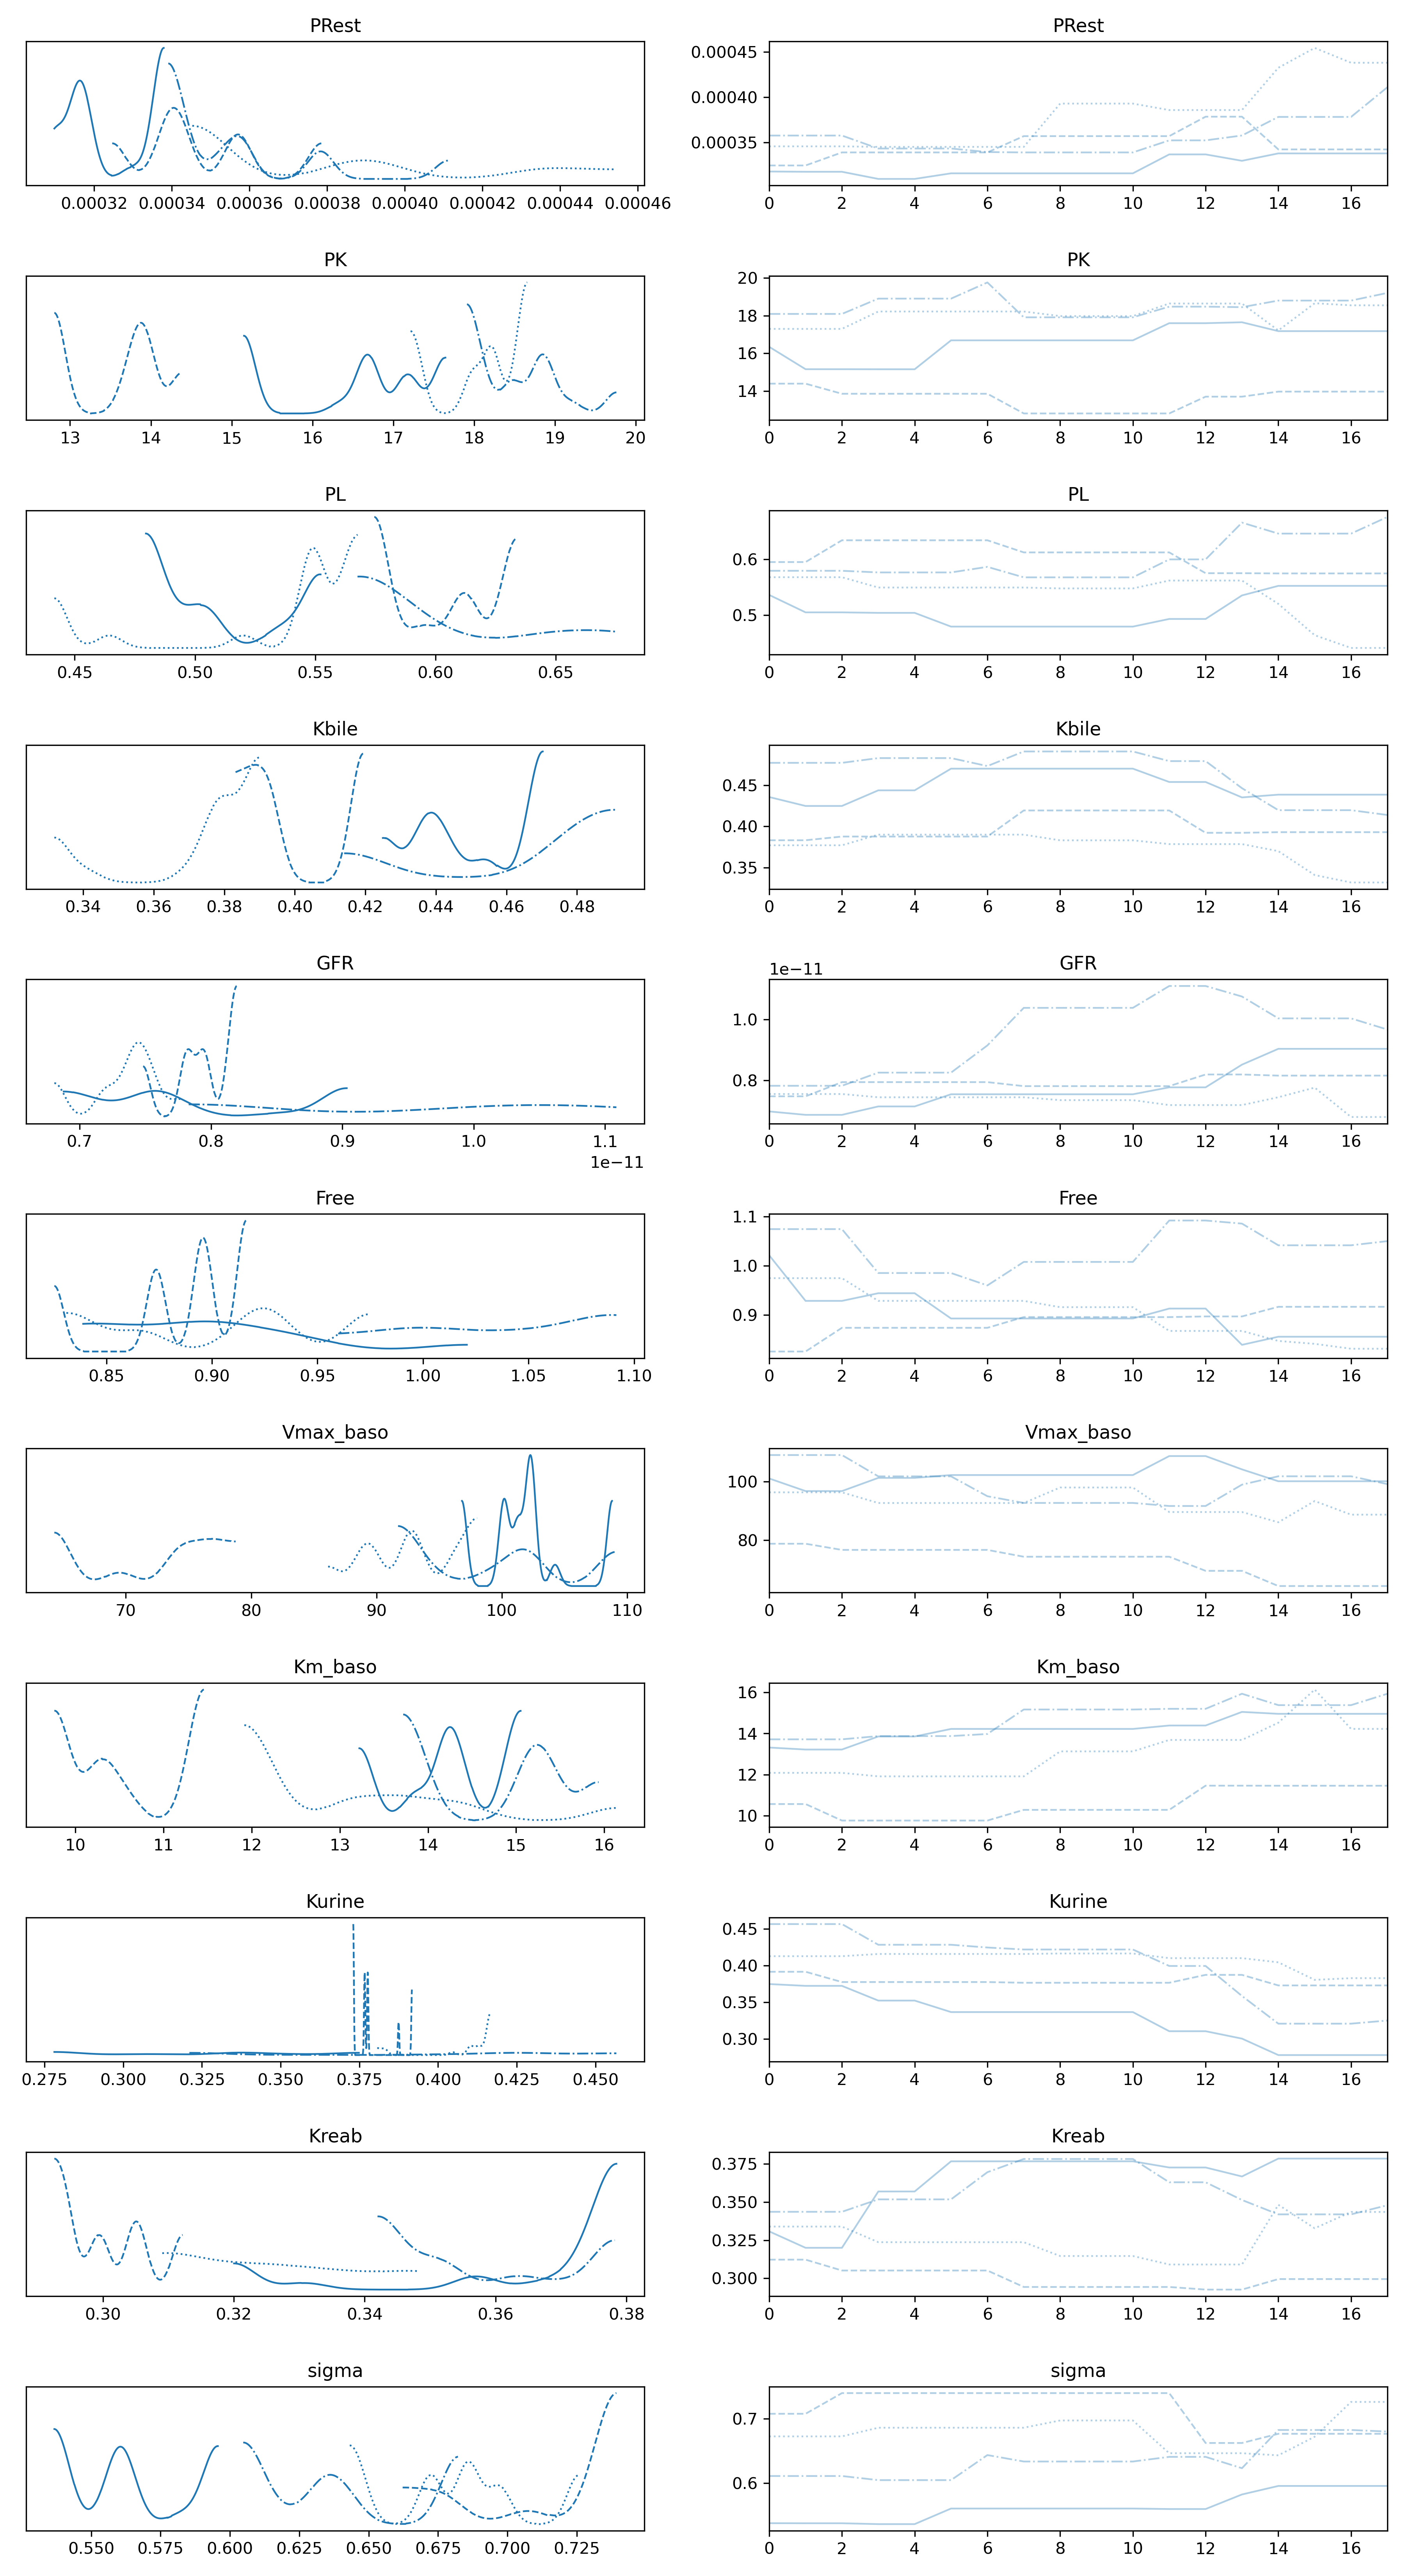 PRest PRest
0.00045
0.00040
0.00035
0.00032 0.00034 0.00036 0.00038 0.00040 0.00042 0.00044 0.00046 0 2 4 6 8 10 12 14 16
PK PK
20
18
16
14
13 14 15 16 17 18 19 20 0 2 4 6 8 10 12 14 16
PL PL
0.6
0.5
0.45 0.50 0.55 0.60 0.65 0 2 4 6 8 10 12 14 16
Kbile Kbile
0.45
0.40
0.35
0.34 0.36 0.38 0.40 0.42 0.44 0.46 0.48 0 2 4 6 8 10 12 14 16
GFR 1e−11 GFR
1.0
0.8
0.7 0.8 0.9 1.0 1.1 0 2 4 6 8 10 12 14 16
1e−11
Free Free
1.1
1.0
0.9
0.85 0.90 0.95 1.00 1.05 1.10 0 2 4 6 8 10 12 14 16
Vmax_baso Vmax_baso
100
80
70 80 90 100 110 0 2 4 6 8 10 12 14 16
Km_baso Km_baso
16
14
12
10
10 11 12 13 14 15 16 0 2 4 6 8 10 12 14 16
Kurine Kurine
0.45
0.40
0.35
0.30
0.275 0.300 0.325 0.350 0.375 0.400 0.425 0.450 0 2 4 6 8 10 12 14 16
Kreab Kreab
0.375
0.350
0.325
0.300
0.30 0.32 0.34 0.36 0.38 0 2 4 6 8 10 12 14 16
sigma sigma
0.7
0.6
0.550 0.575 0.600 0.625 0.650 0.675 0.700 0.725 0 2 4 6 8 10 12 14 16